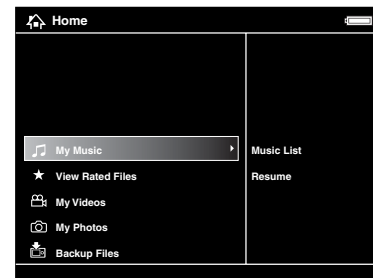 Home
My Music
Music List
View Rated Files
Resume
My Videos
My Photos
Backup Files